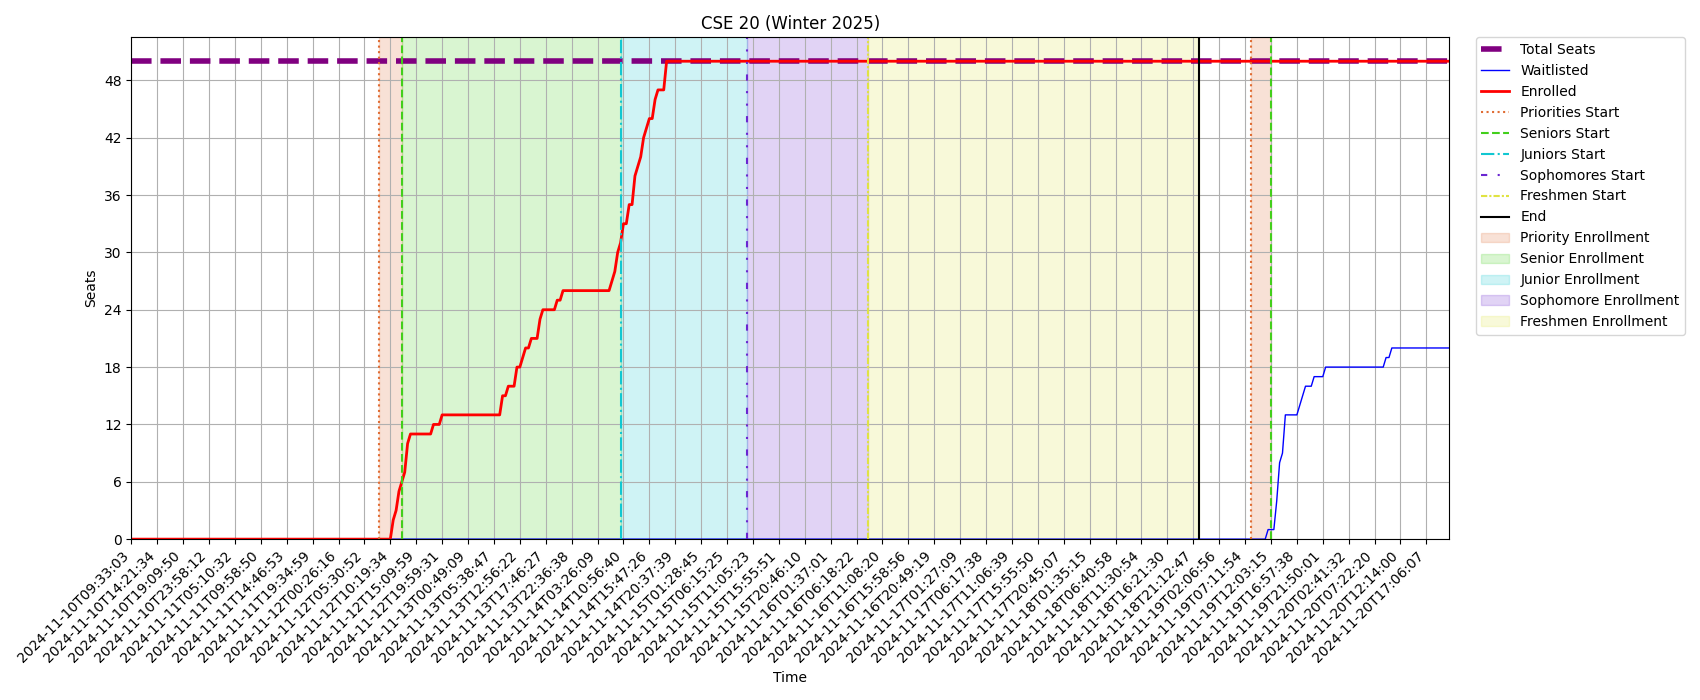 CSE 20 (Winter 2025)
Total Seats
Waitlisted
Enrolled
Priorities Start
Seniors Start
Juniors Start
Sophomores Start
Freshmen Start
End
Priority Enrollment
Senior Enrollment
Junior Enrollment
Sophomore Enrollment
Freshmen Enrollment
Seats
48
42
36
30
24
18
12
6
0
2024-11-10T09:33:03
2024-11-10T14:21:34
2024-11-10T19:09:50
2024-11-10T23:58:12
2024-11-11T05:10:32
2024-11-11T09:58:50
2024-11-11T14:46:53
2024-11-11T19:34:59
2024-11-12T00:26:16
2024-11-12T05:30:52
2024-11-12T10:19:34
2024-11-12T15:09:59
2024-11-12T19:59:31
2024-11-13T00:49:09
2024-11-13T05:38:47
2024-11-13T12:56:22
2024-11-13T17:46:27
2024-11-13T22:36:38
2024-11-14T03:26:09
2024-11-14T10:56:40
2024-11-14T15:47:26
2024-11-14T20:37:39
2024-11-15T01:28:45
2024-11-15T06:15:25
2024-11-15T11:05:23
2024-11-15T15:55:51
2024-11-15T20:46:10
2024-11-16T01:37:01
2024-11-16T06:18:22
2024-11-16T11:08:20
2024-11-16T15:58:56
2024-11-16T20:49:19
2024-11-17T01:27:09
2024-11-17T06:17:38
2024-11-17T11:06:39
2024-11-17T15:55:50
2024-11-17T20:45:07
2024-11-18T01:35:15
2024-11-18T06:40:58
2024-11-18T11:30:54
2024-11-18T16:21:30
2024-11-18T21:12:47
2024-11-19T02:06:56
2024-11-19T07:11:54
2024-11-19T12:03:15
2024-11-19T16:57:38
2024-11-19T21:50:01
2024-11-20T02:41:32
2024-11-20T07:22:20
2024-11-20T12:14:00
2024-11-20T17:06:07
Time